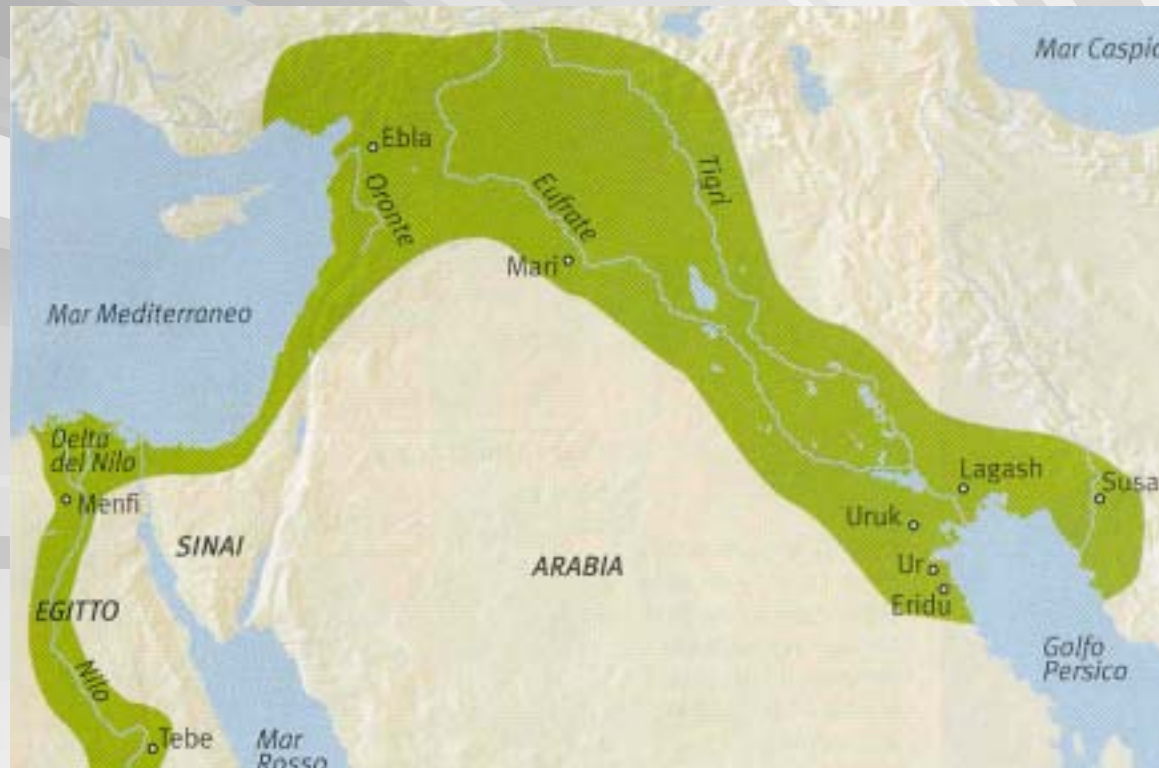 Mar Caspio
Ebla
Oronte
Eufrate
Tigri
Mari
Mar Mediterraneo
Delta
del Nilo
Menfi
SINAI
ARABIA
Lagash
Susa
Uruk
Ur
Eridu
EGITTO
Golfo
Persico
Nilo
Tebe
Mar
Rosso